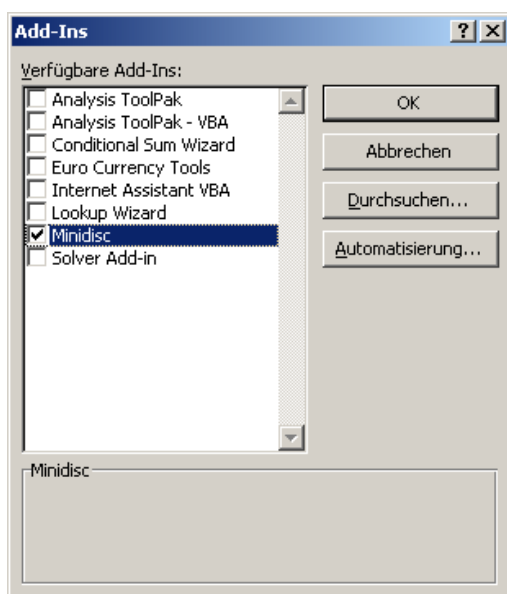 Add-Ins
Verfügbare Add-Ins:
Analysis ToolPak
Analysis ToolPak - VBA
Conditional Sum Wizard
Euro Currency Tools
Internet Assistant VBA
Lookup Wizard
Minidisc
Solver Add-in
OK
Abbrechen
Durchsuchen...
Automatisierung...
Minidisc